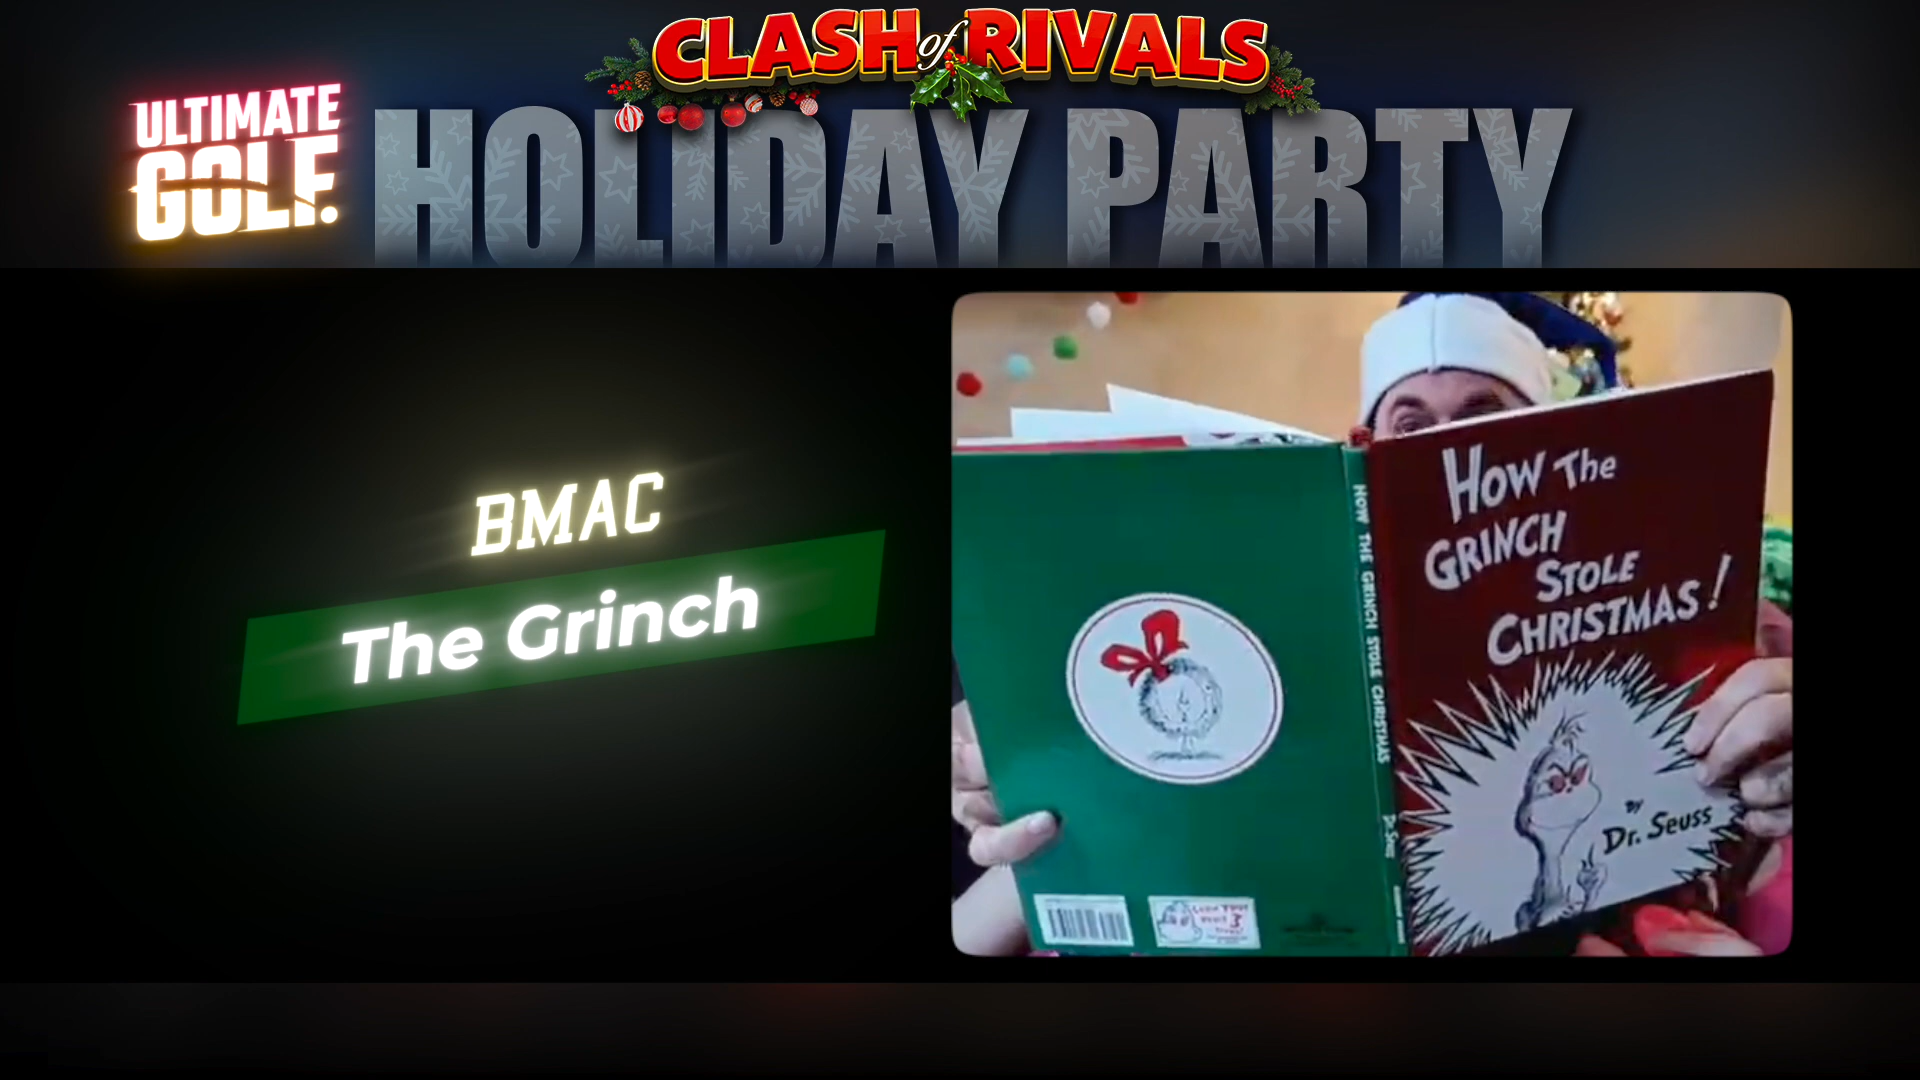 CLASH of RIVALS
ULTIMATE
GOLF.
HOLIDAY PARTY
BMAC
The Grinch
HOW THE
GRINCH
STOLE
CHRISTMAS!
BY
Dr. Seuss
HOW THE GRINCH STOLE CHRISTMAS
Dr. Seuss